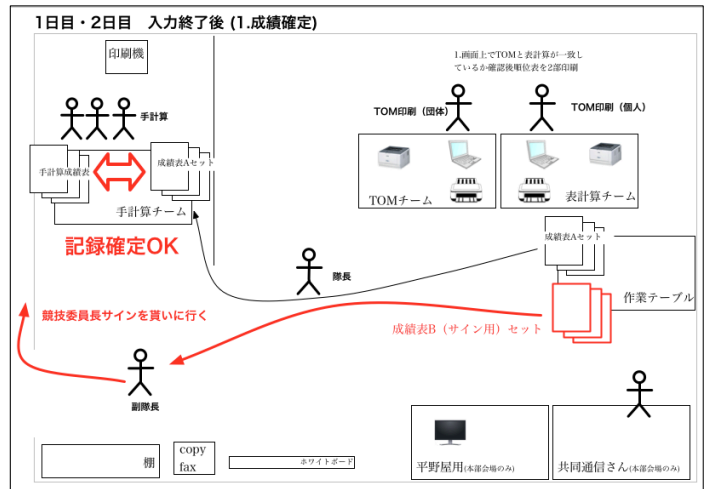 1日目・2日目　入力終了後 (1.成績確定)
印刷機
1.画面上でTOMと表計算が一致し
ているか確認後順位表を2部印刷
手計算
TOM印刷（団体）
TOM印刷（個人）
手計算成績表
成績表Aセット
手計算チーム
TOMチーム
表計算チーム
記録確定OK
成績表Aセット
隊長
作業テーブル
競技委員長サインを貰いに行く
成績表B（サイン用）セット
副隊長
棚
copy
fax
ホワイトボード
平野屋用(本部会場のみ)
共同通信さん(本部会場のみ)